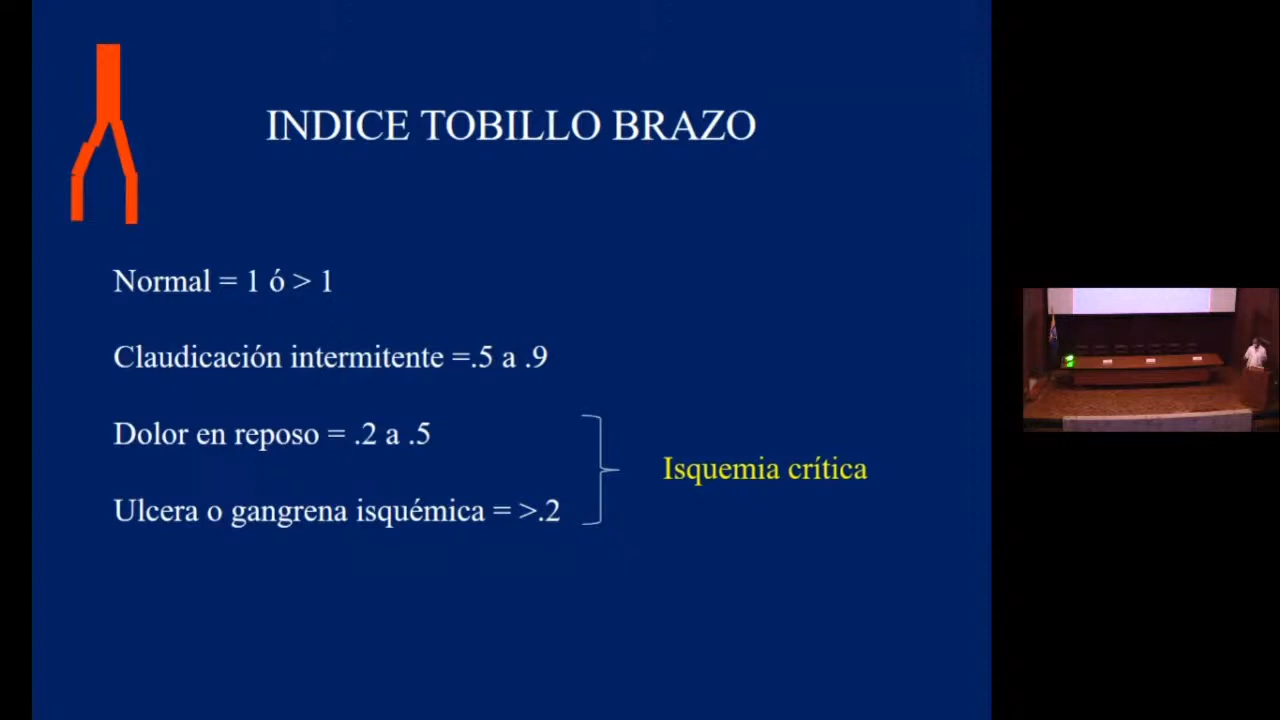 INDICE TOBILLO BRAZO
Normal = 1 ó > 1
Claudicación intermitente =.5 a .9
Dolor en reposo = .2 a .5
Ulcera o gangrena isquémica = >.2
Isquemia crítica